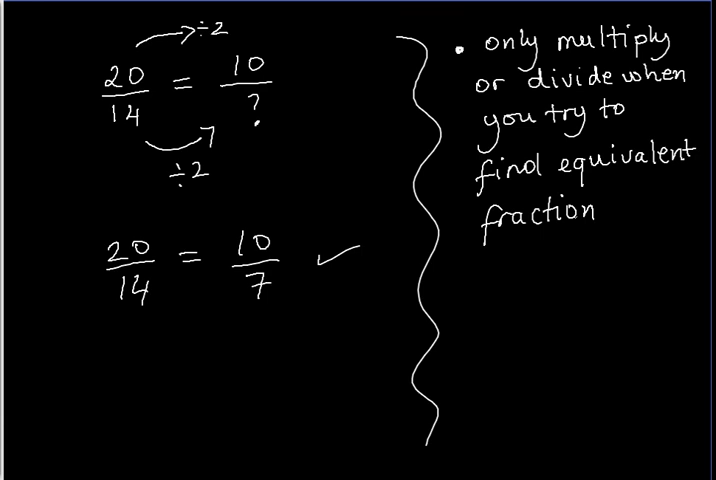 ÷2
20/14 = 10/?
÷2
20/14 = 10/7 ✓
• only multiply
or divide when
you try to
find equivalent
fraction